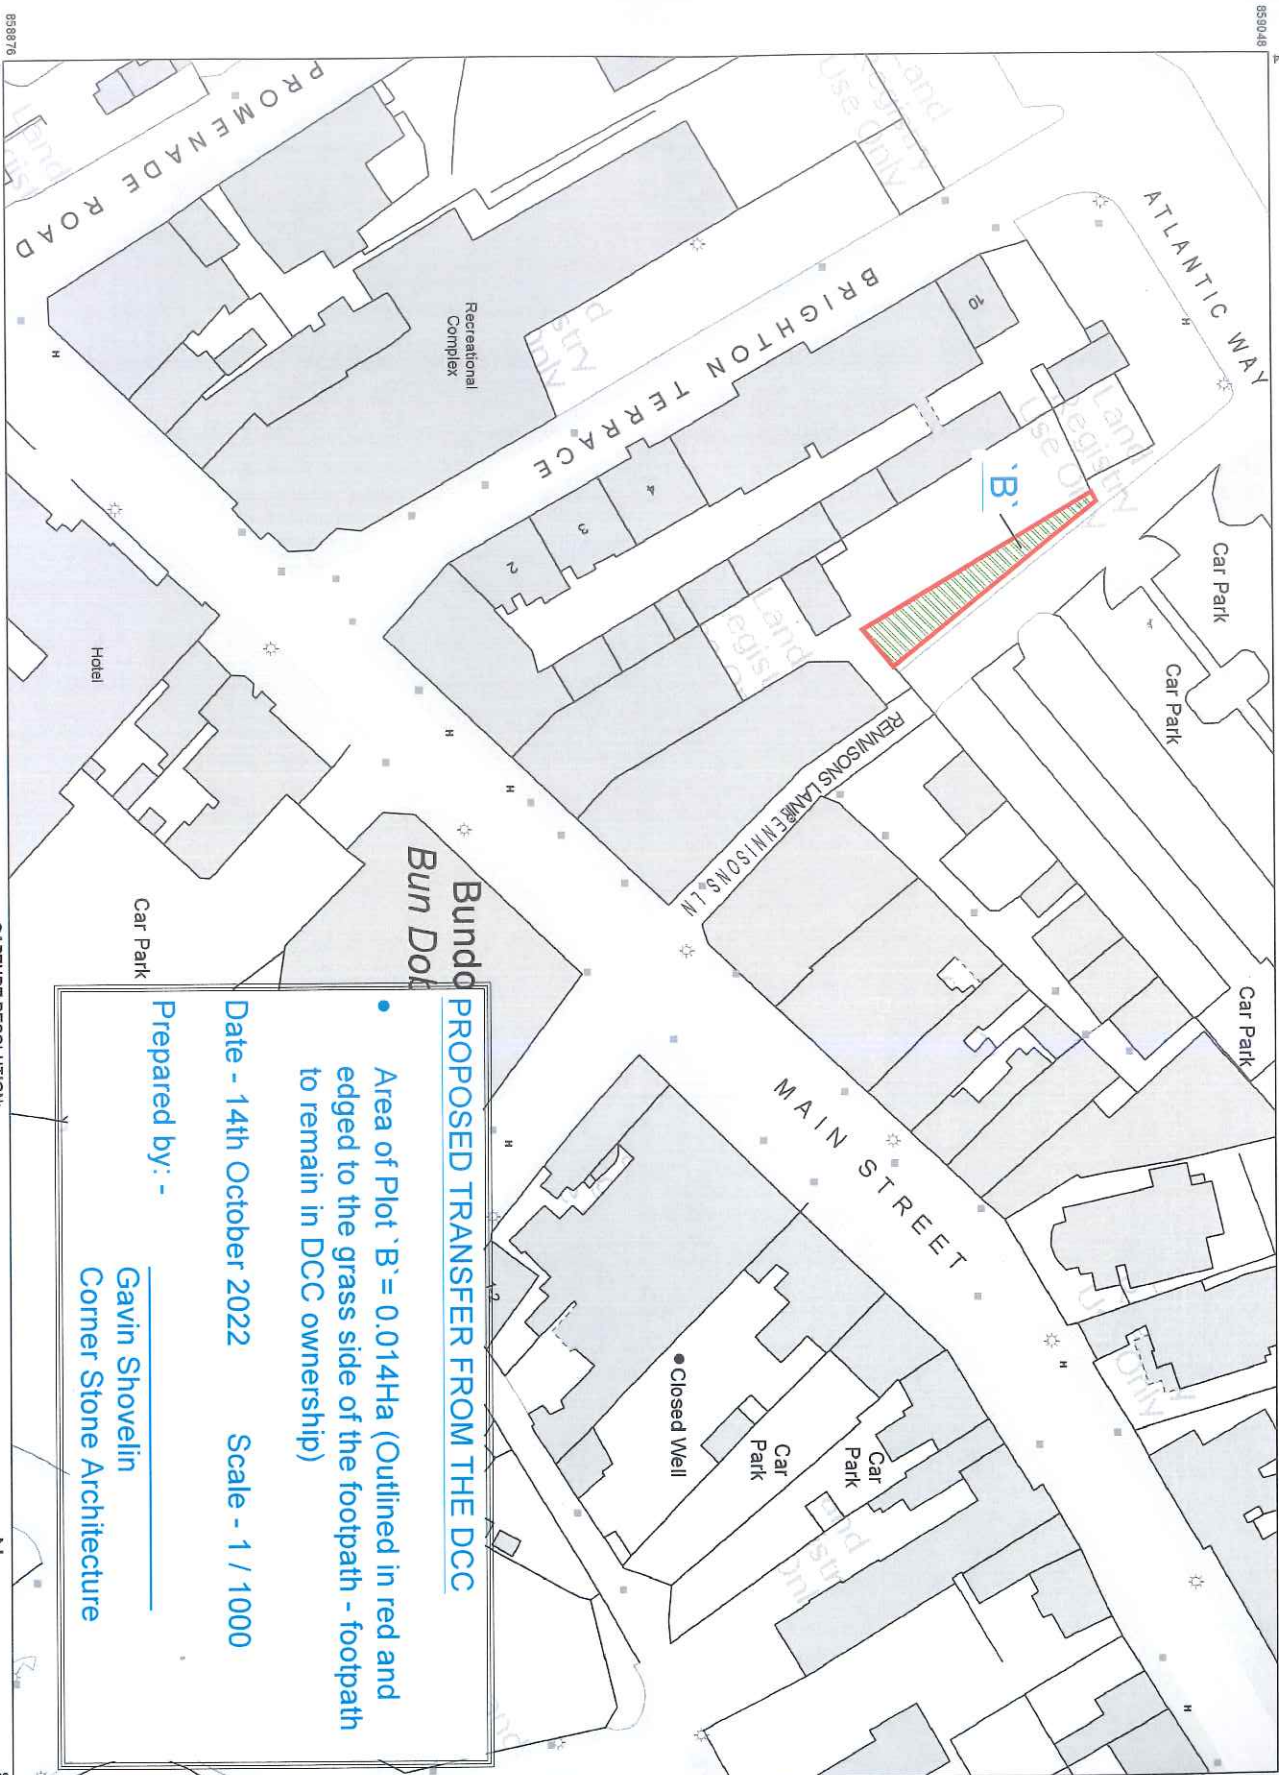 859048
858876
PROMENADE ROAD
ATLANTIC WAY
BRIGHTON TERRACE
Recreational
Complex
10
4
3
2
`B`
Land
Registry
Use Only
Car Park
Car Park
Car Park
RENNISONS LANE
RENNISONS LN
Hotel
H
H
H
H
H
H
H
Car Park
Bundo
Bun Dob
MAIN STREET
Closed Well
Car
Park
Car
Park
PROPOSED TRANSFER FROM THE DCC
• Area of Plot `B`= 0.014Ha (Outlined in red and
edged to the grass side of the footpath - footpath
to remain in DCC ownership)
Date - 14th October 2022 Scale - 1 / 1000
Prepared by: -
Gavin Shovelin
Corner Stone Architecture